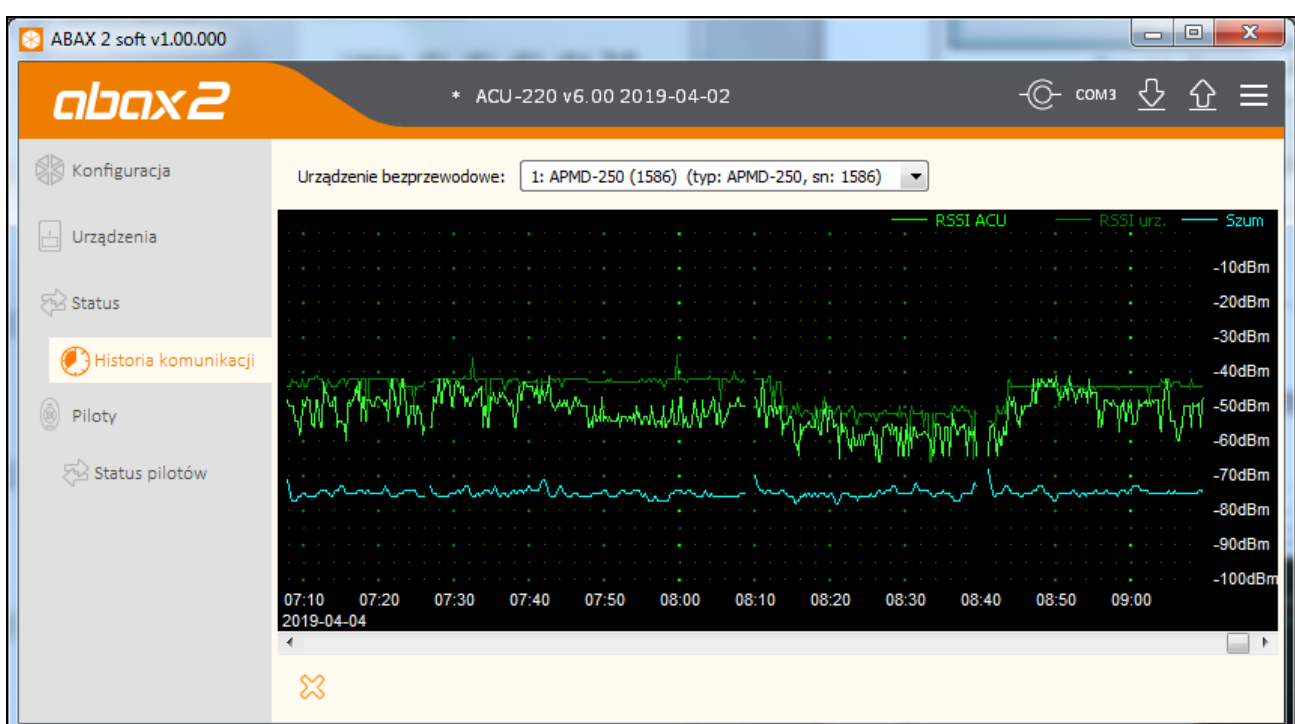 ABAX 2 soft v1.00.000
abax2
* ACU-220 v6.00 2019-04-02
COM3
Konfiguracja
Urządzenia
Status
Historia komunikacji
Piloty
Status pilotów
Urządzenie bezprzewodowe: 1: APMD-250 (1586) (typ: APMD-250, sn: 1586)
RSSI ACU RSSI urz. Szum
-10dBm
-20dBm
-30dBm
-40dBm
-50dBm
-60dBm
-70dBm
-80dBm
-90dBm
-100dBm
07:10 07:20 07:30 07:40 07:50 08:00 08:10 08:20 08:30 08:40 08:50 09:00
2019-04-04